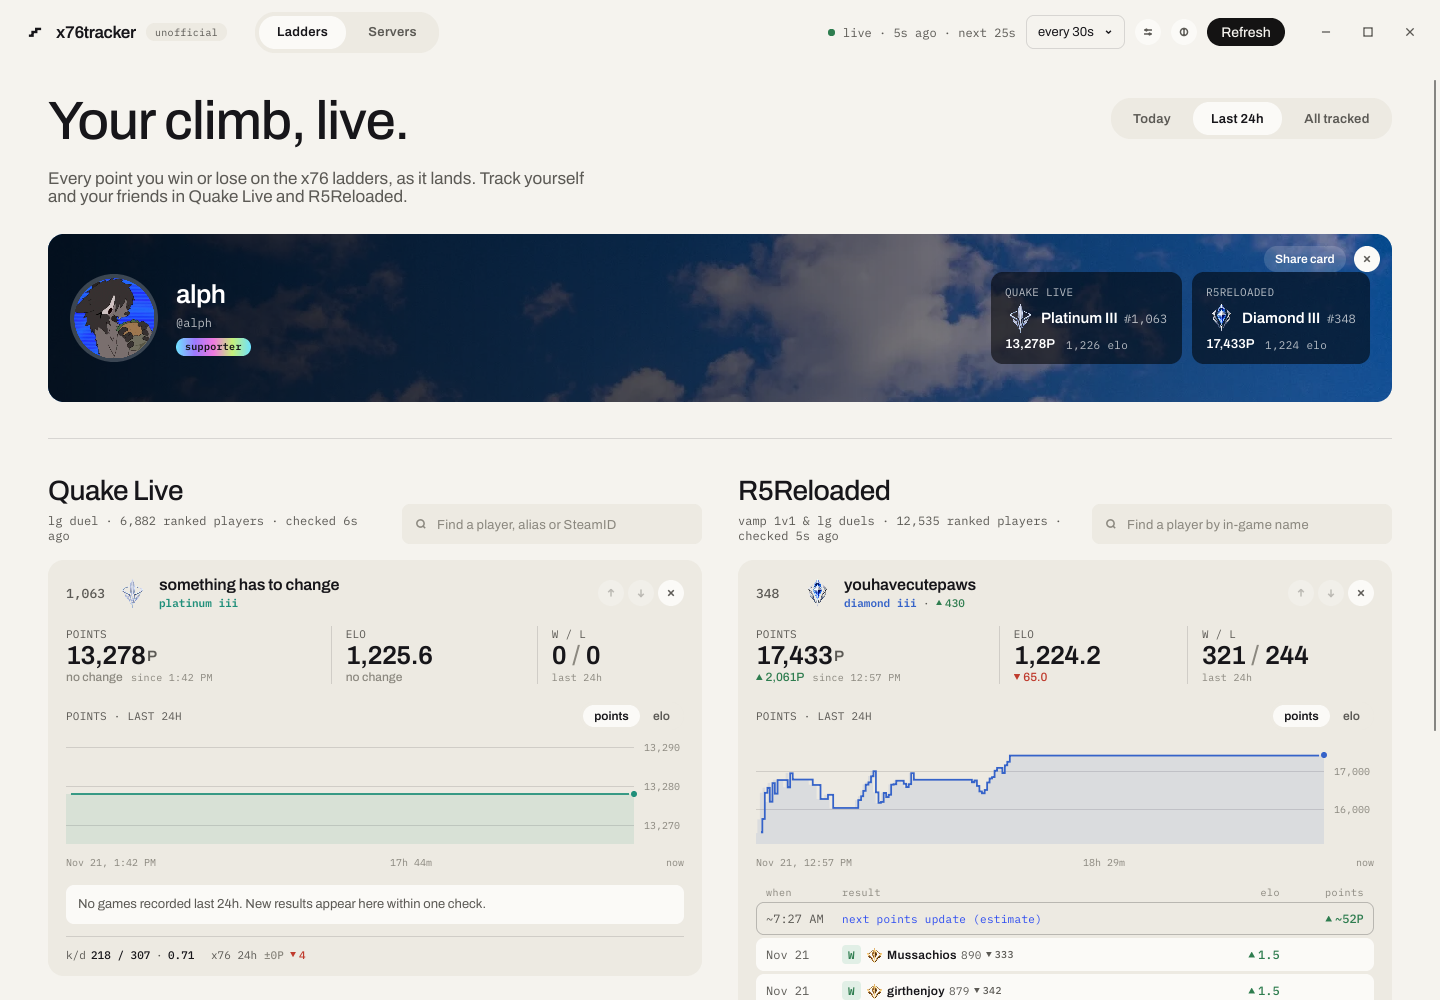 x76tracker unofficial Ladders Servers live · 5s ago · next 25s every 30s Refresh
Your climb, live.
Today Last 24h All tracked
Every point you win or lose on the x76 ladders, as it lands. Track yourself
and your friends in Quake Live and R5Reloaded.
Share card
alph
@alph
supporter
QUAKE LIVE
Platinum III #1,063
13,278P 1,226 elo
R5RELOADED
Diamond III #348
17,433P 1,224 elo
Quake Live
lg duel · 6,882 ranked players · checked 6s
ago
Find a player, alias or SteamID
1,063 something has to change
platinum iii
POINTS
13,278P
no change since 1:42 PM
ELO
1,225.6
no change
W / L
0 / 0
last 24h
POINTS · LAST 24H points elo
13,290
13,280
13,270
Nov 21, 1:42 PM 17h 44m now
No games recorded last 24h. New results appear here within one check.
k/d 218 / 307 · 0.71 x76 24h ±0P ▼4
R5Reloaded
vamp 1v1 & lg duels · 12,535 ranked players ·
checked 5s ago
Find a player by in-game name
348 youhavecutepaws
diamond iii · ▲430
POINTS
17,433P
▲2,061P since 12:57 PM
ELO
1,224.2
▼65.0
W / L
321 / 244
last 24h
POINTS · LAST 24H points elo
17,000
16,000
Nov 21, 12:57 PM 18h 29m now
when result elo points
~7:27 AM next points update (estimate) ▲~52P
Nov 21 W Mussachios 890 ▼333 ▲1.5
Nov 21 W girthenjoy 879 ▼342 ▲1.5